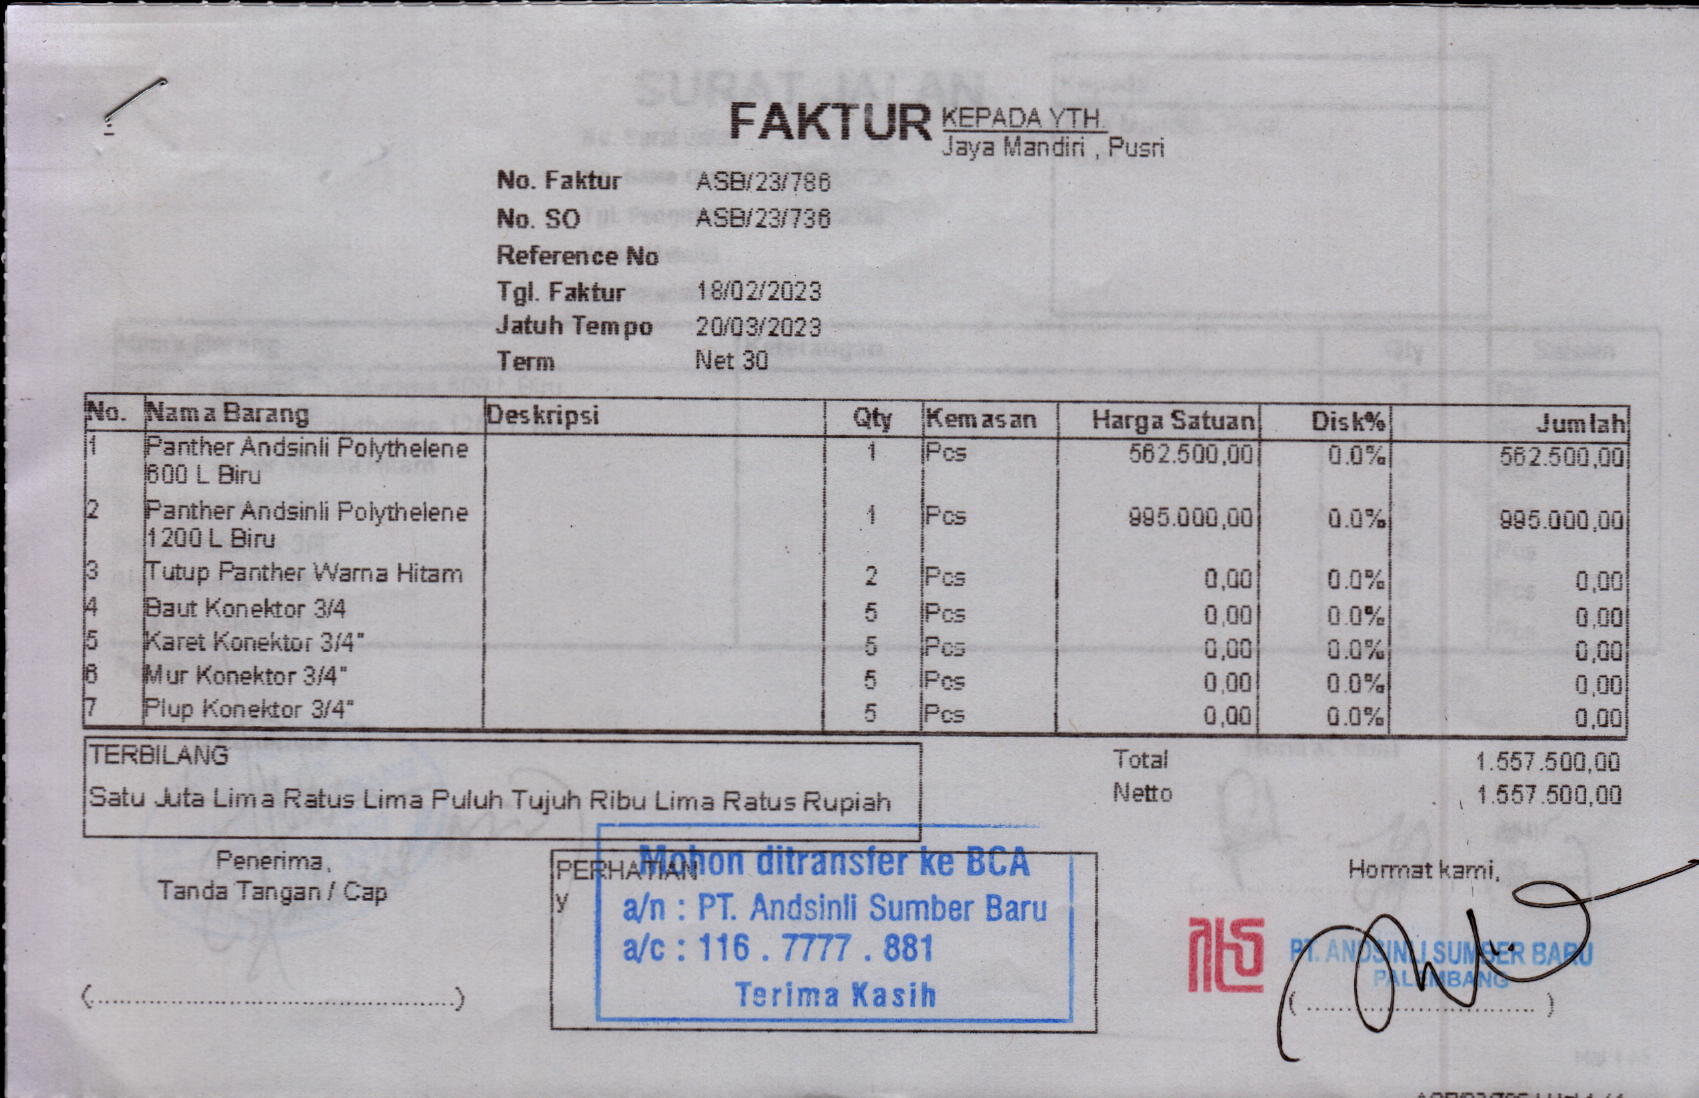 FAKTUR
KEPADA YTH.
Jaya Mandiri , Pusri
No. Faktur ASB/23/786
No. SO ASB/23/736
Reference No
Tgl. Faktur 18/02/2023
Jatuh Tempo 20/03/2023
Term Net 30
No. Nama Barang Deskripsi Qty Kemasan Harga Satuan Disk% Jumlah
1 Panther Andsinli Polythelene 1 Pcs 562.500,00 0.0% 562.500,00
600 L Biru
2 Panther Andsinli Polythelene 1 Pcs 995.000,00 0.0% 995.000,00
1200 L Biru
3 Tutup Panther Warna Hitam 2 Pcs 0,00 0.0% 0,00
4 Baut Konektor 3/4 5 Pcs 0,00 0.0% 0,00
5 Karet Konektor 3/4" 5 Pcs 0,00 0.0% 0,00
6 Mur Konektor 3/4" 5 Pcs 0,00 0.0% 0,00
7 Plup Konektor 3/4" 5 Pcs 0,00 0.0% 0,00
TERBILANG
Satu Juta Lima Ratus Lima Puluh Tujuh Ribu Lima Ratus Rupiah
Total 1.557.500,00
Netto 1.557.500,00
Penerima,
Tanda Tangan / Cap
(..................................................)
PERHATIAN
y
Mohon ditransfer ke BCA
a/n : PT. Andsinli Sumber Baru
a/c : 116 . 7777 . 881
Terima Kasih
Hormat kami,
PT. ANDSINLI SUMBER BARU
PALEMBANG
(................................)